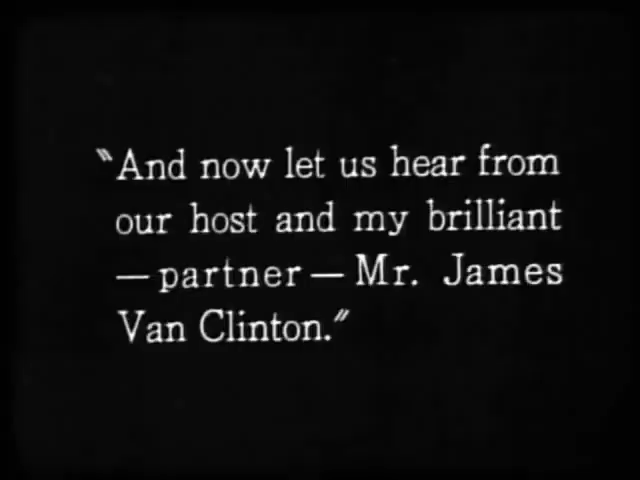 "And now let us hear from
our host and my brilliant
—partner— Mr. James
Van Clinton."